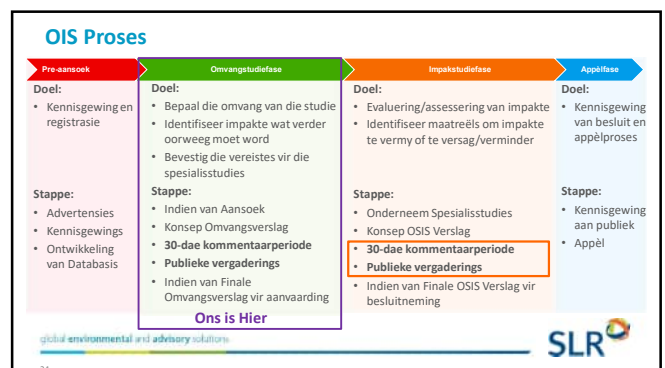 OIS Proses
Pre-aansoek
Omvangstudiefase
Impakstudiefase
Appèlfase
Doel:
• Kennisgewing en
registrasie
Stappe:
• Advertensies
• Kennisgewings
• Ontwikkeling
van Databasis
Doel:
• Bepaal die omvang van die studie
• Identifiseer impakte wat verder
oorweeg moet word
• Bevestig die vereistes vir die
spesialisstudies
Stappe:
• Indien van Aansoek
• Konsep Omvangsverslag
• 30-dae kommentaarperiode
• Publieke vergaderings
• Indien van Finale
Omvangsverslag vir aanvaarding
Ons is Hier
Doel:
• Evaluering/assessering van impakte
• Identifiseer maatreëls om impakte
te vermy of te versag/verminder
Stappe:
• Onderneem Spesialisstudies
• Konsep OSIS Verslag
• 30-dae kommentaarperiode
• Publieke vergaderings
• Indien van Finale OSIS Verslag vir
besluitneming
Doel:
• Kennisgewing
van besluit en
appèlproses
Stappe:
• Kennisgewing
aan publiek
• Appèl
global environmental and advisory solutions
SLR